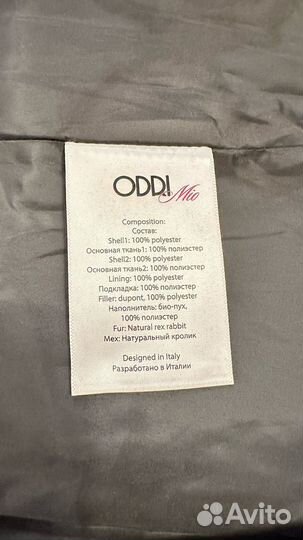 ODD!
Mio
Composition:
Состав:
Shell1: 100% polyester
Основная ткань1: 100% полиэстер
Shell2: 100% polyester
Основная ткань2: 100% полиэстер
Lining: 100% polyester
Подкладка: 100% полиэстер
Filler: dupont, 100% polyester
Наполнитель: био-пух,
100% полиэстер
Fur: Natural rex rabbit
Мех: Натуральный кролик
Designed in Italy
Разработано в Италии
Avito